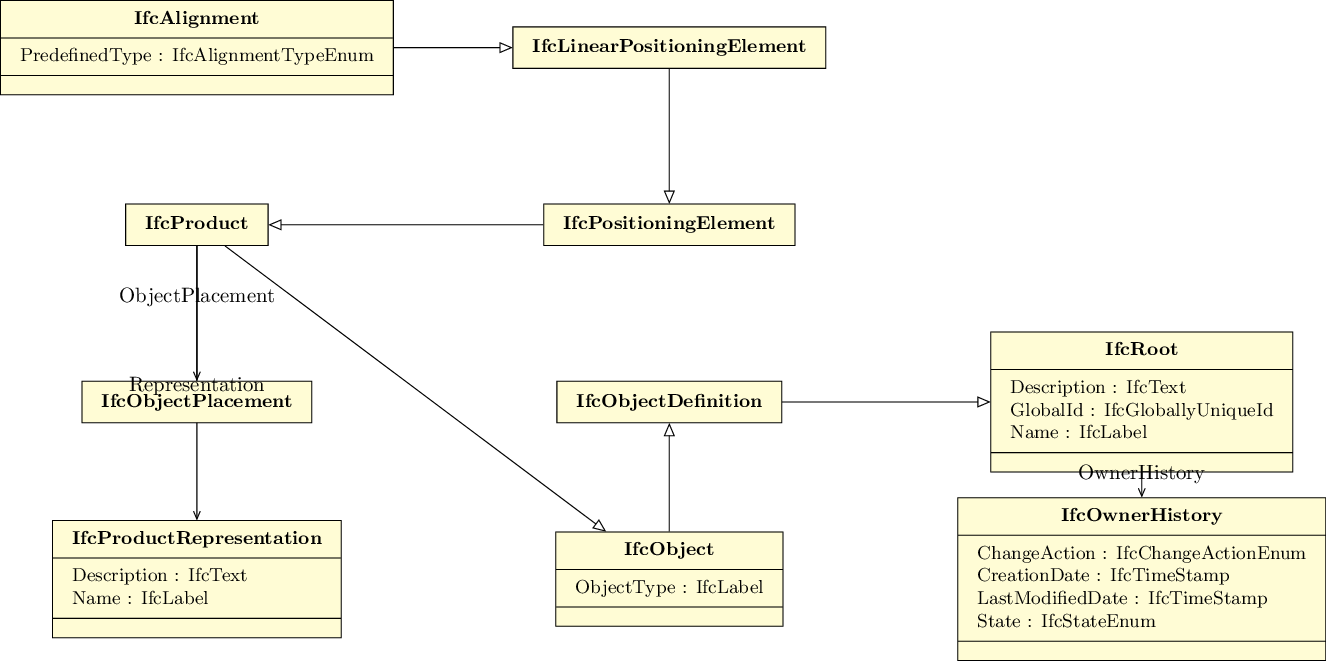 IfcAlignment
PredefinedType : IfcAlignmentTypeEnum
IfcLinearPositioningElement
IfcProduct
IfcPositioningElement
ObjectPlacement
Representation
IfcObjectPlacement
IfcObjectDefinition
IfcRoot
Description : IfcText
GlobalId : IfcGloballyUniqueId
Name : IfcLabel
OwnerHistory
IfcProductRepresentation
Description : IfcText
Name : IfcLabel
IfcObject
ObjectType : IfcLabel
IfcOwnerHistory
ChangeAction : IfcChangeActionEnum
CreationDate : IfcTimeStamp
LastModifiedDate : IfcTimeStamp
State : IfcStateEnum